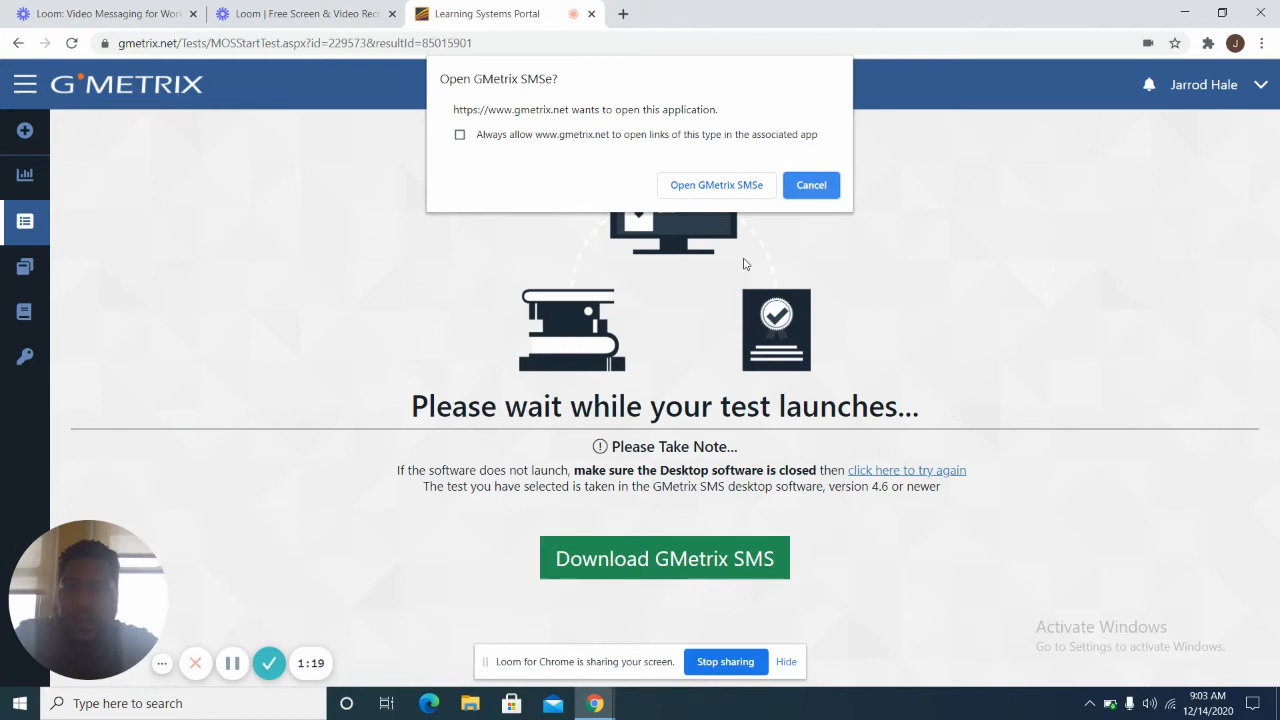 Loom: Video Messaging for Work
Loom | Free Screen & Video Rec
Learning Systems Portal
gmetrix.net/Tests/MOSStartTest.aspx?id=229573&resultId=85015901
J
Open GMetrix SMSe?
https://www.gmetrix.net wants to open this application.
Always allow www.gmetrix.net to open links of this type in the associated app
Open GMetrix SMSe
Cancel
GMETRIX
Jarrod Hale
Please wait while your test launches...
Please Take Note...
If the software does not launch, make sure the Desktop software is closed then click here to try again
The test you have selected is taken in the GMetrix SMS desktop software, version 4.6 or newer
Download GMetrix SMS
Activate Windows
Go to Settings to activate Windows.
1:19
Loom for Chrome is sharing your screen.
Stop sharing
Hide
Type here to search
9:03 AM
12/14/2020